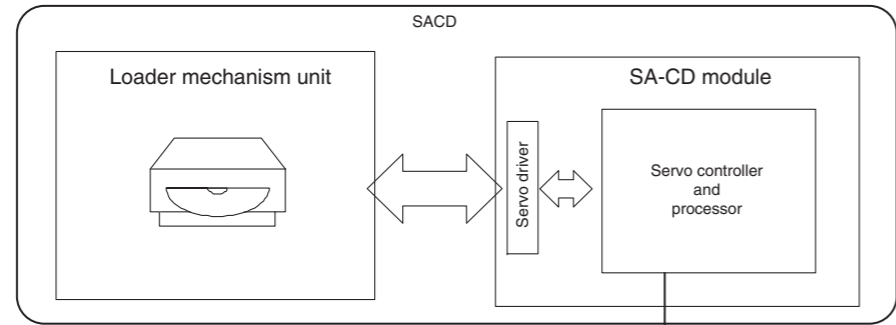 SACD
Loader mechanism unit
SA-CD module
Servo driver
Servo controller
and
processor